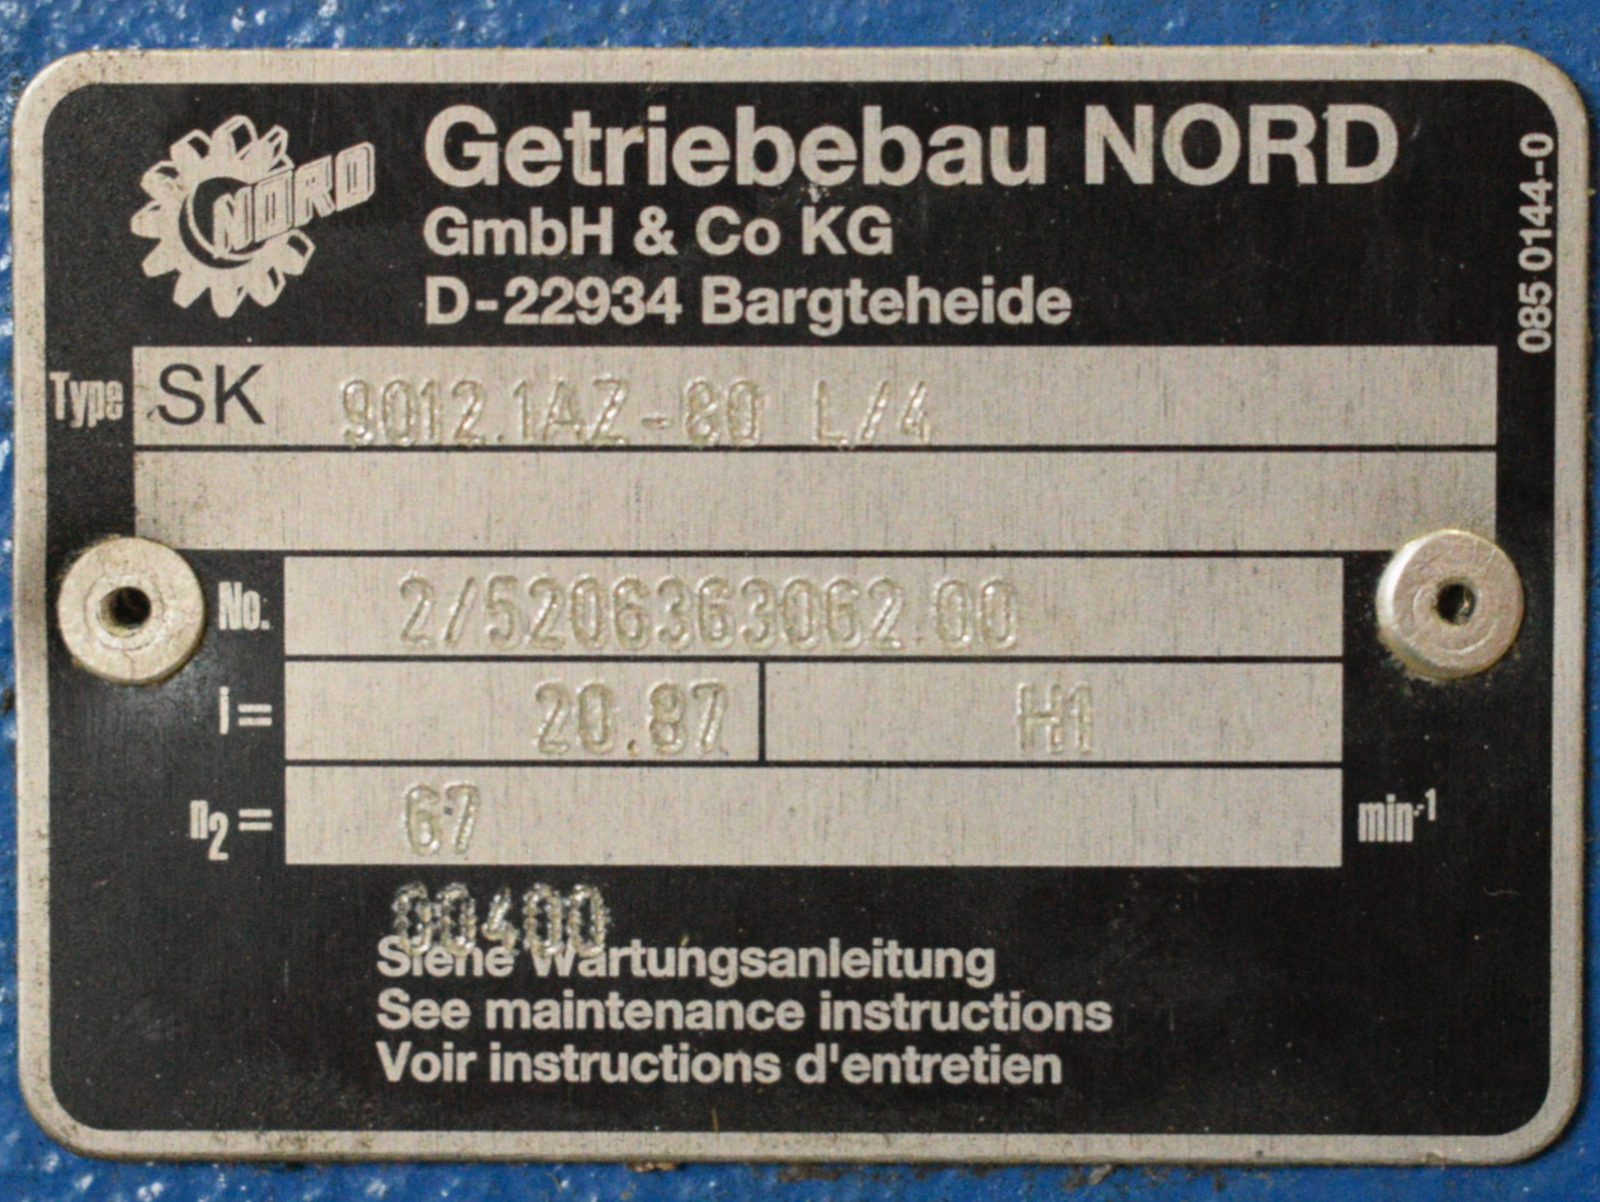 NORD
Getriebebau NORD
GmbH & Co KG
D-22934 Bargteheide
085 0144-0
Type SK 9012.1AZ-80 L/4
No. 2/5206363062.00
i= 20.87 H1
n2= 67 min-1
00400
Siehe Wartungsanleitung
See maintenance instructions
Voir instructions d'entretien